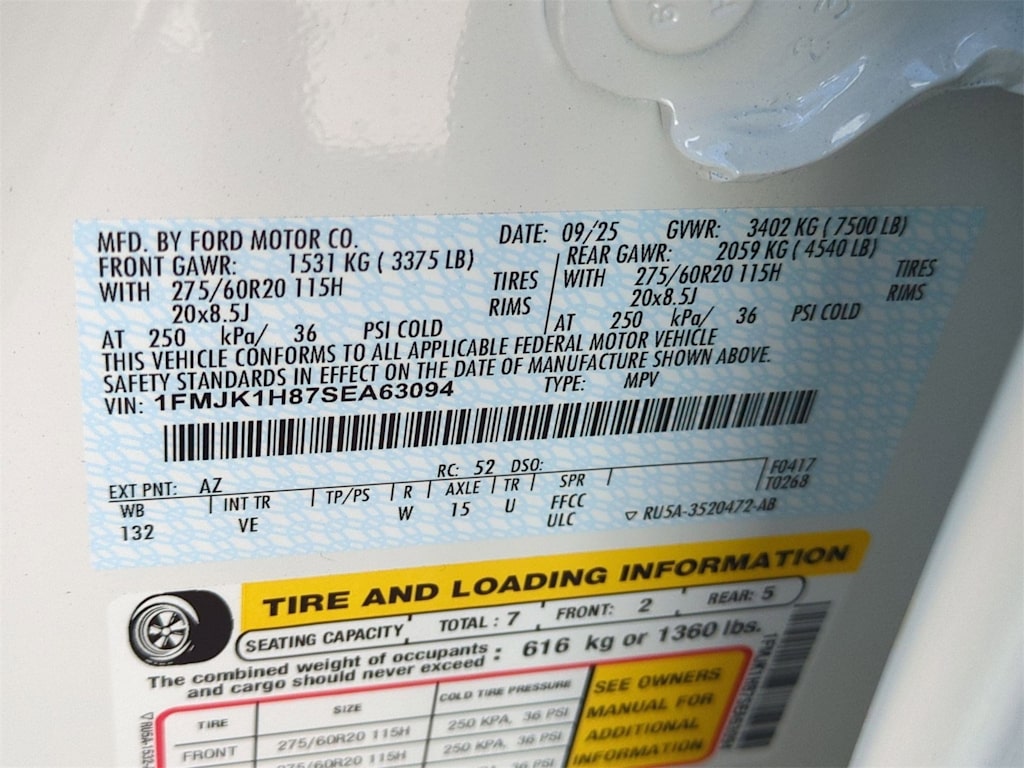 MFD. BY FORD MOTOR CO. DATE: 09/25 GVWR: 3402 KG ( 7500 LB)
FRONT GAWR: 1531 KG ( 3375 LB) REAR GAWR: 2059 KG ( 4540 LB)
WITH 275/60R20 115H TIRES WITH 275/60R20 115H TIRES
20x8.5J RIMS 20x8.5J RIMS
AT 250 kPa/ 36 PSI COLD AT 250 kPa/ 36 PSI COLD
THIS VEHICLE CONFORMS TO ALL APPLICABLE FEDERAL MOTOR VEHICLE
SAFETY STANDARDS IN EFFECT ON THE DATE OF MANUFACTURE SHOWN ABOVE.
VIN: 1FMJK1H87SEA63094 TYPE: MPV
EXT PNT: AZ RC: 52 DSO: F0417
T0268
WB INT TR TP/PS R AXLE TR SPR
132 VE W 15 U FFCC
ULC ▽ RU5A-3520472-AB
TIRE AND LOADING INFORMATION
SEATING CAPACITY TOTAL : 7 FRONT: 2 REAR: 5
The combined weight of occupants
and cargo should never exceed : 616 kg or 1360 lbs.
TIRE SIZE COLD TIRE PRESSURE
FRONT 275/60R20 115H 250 KPA, 36 PSI
275/60R20 115H 250 KPA, 36 PSI
SEE OWNERS
MANUAL FOR
ADDITIONAL
INFORMATION